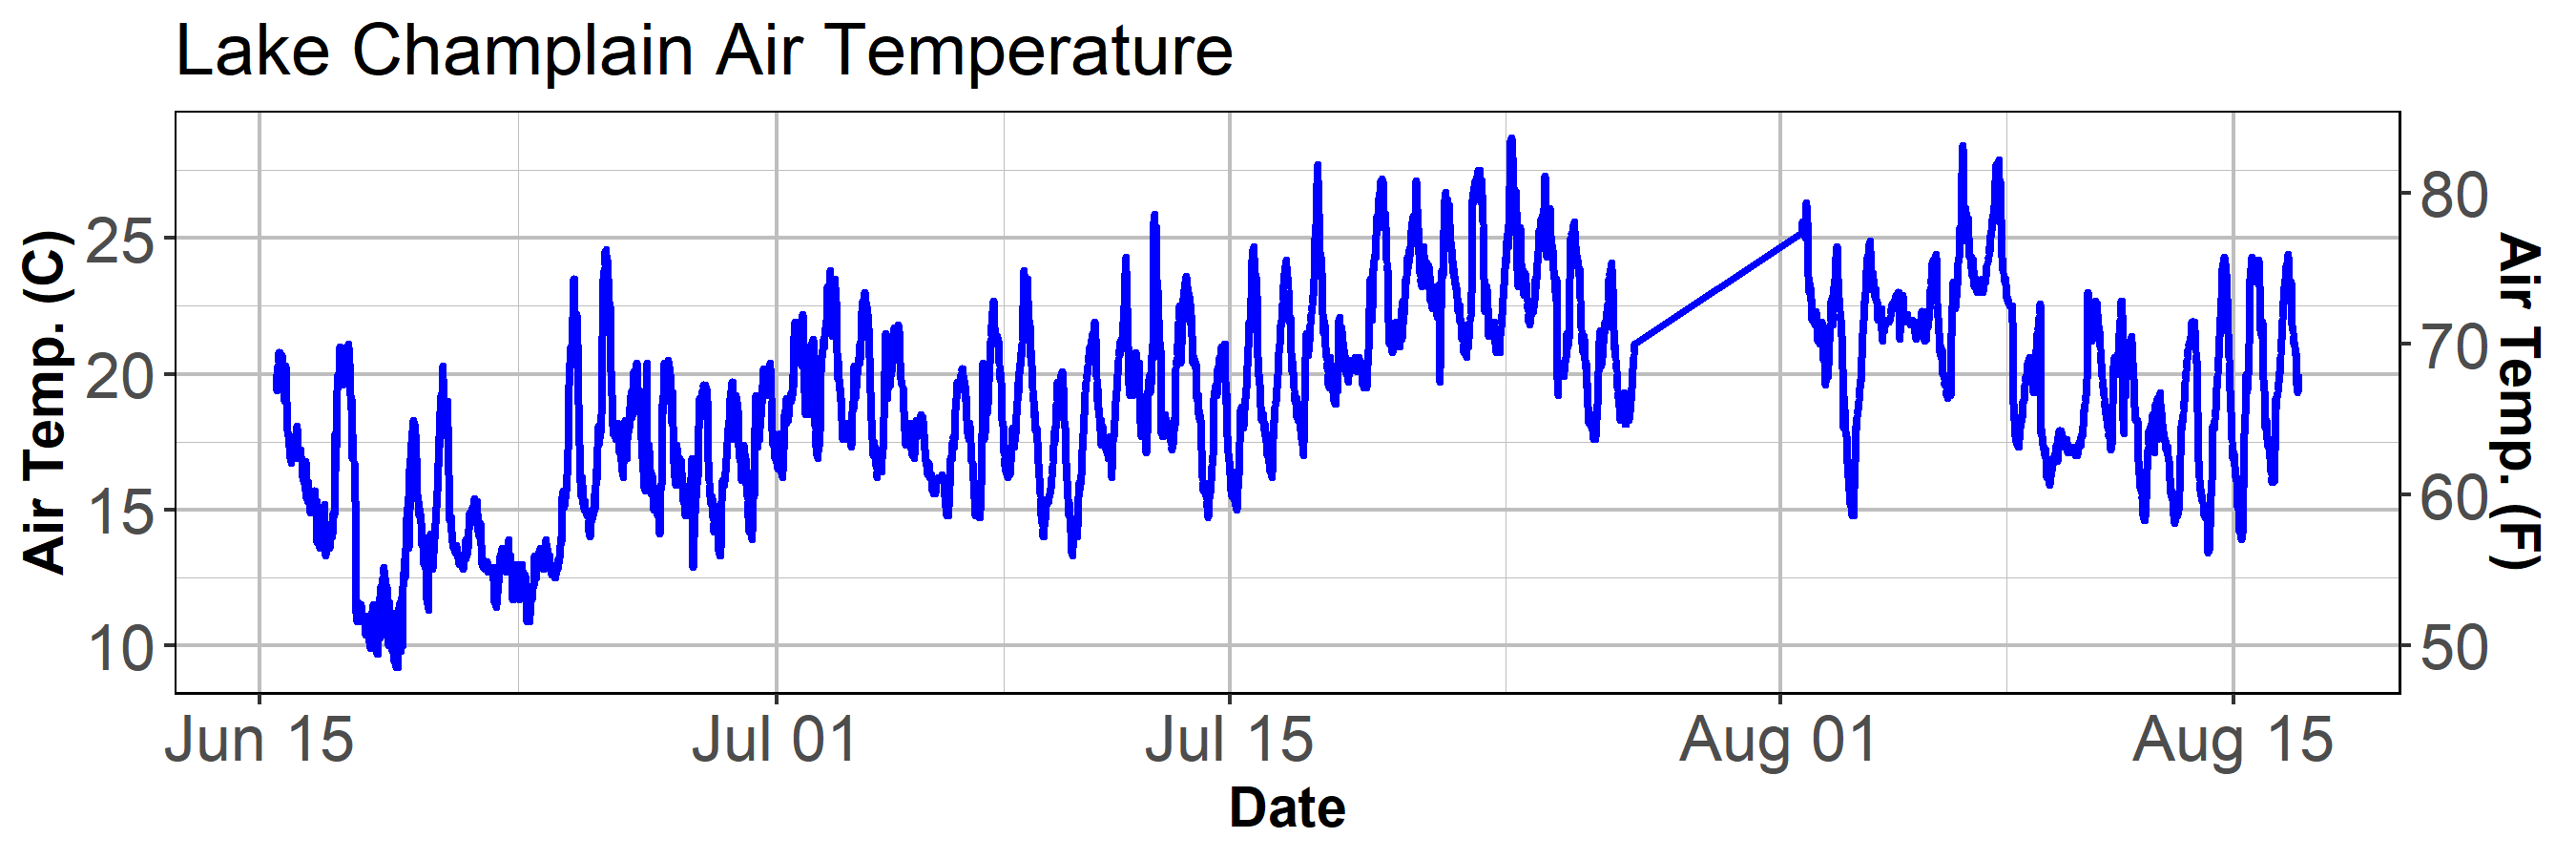 Lake Champlain Air Temperature
Air Temp. (C)
25
20
15
10
80
70
60
50
Air Temp. (F)
Jun 15
Jul 01
Jul 15
Aug 01
Aug 15
Date